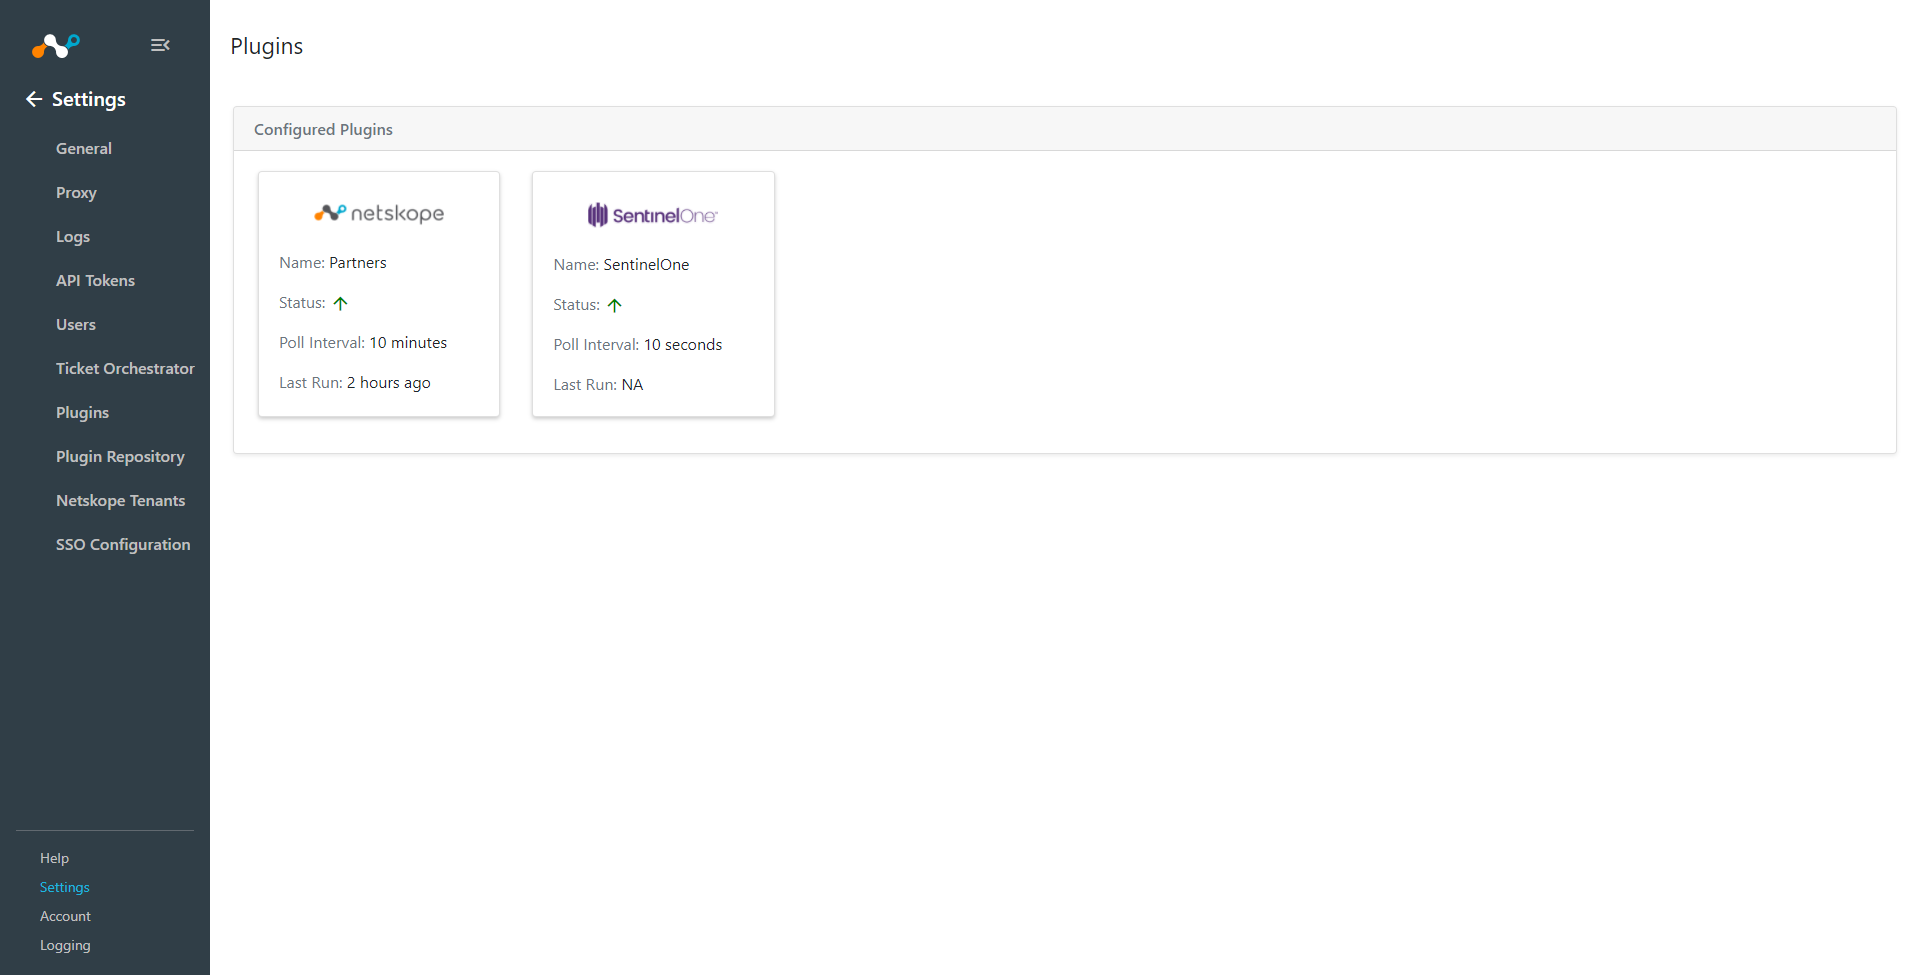 Settings
General
Proxy
Logs
API Tokens
Users
Ticket Orchestrator
Plugins
Plugin Repository
Netskope Tenants
SSO Configuration
Help
Settings
Account
Logging
Plugins
Configured Plugins
netskope
Name: Partners
Status:
Poll Interval: 10 minutes
Last Run: 2 hours ago
SentinelOne™
Name: SentinelOne
Status:
Poll Interval: 10 seconds
Last Run: NA